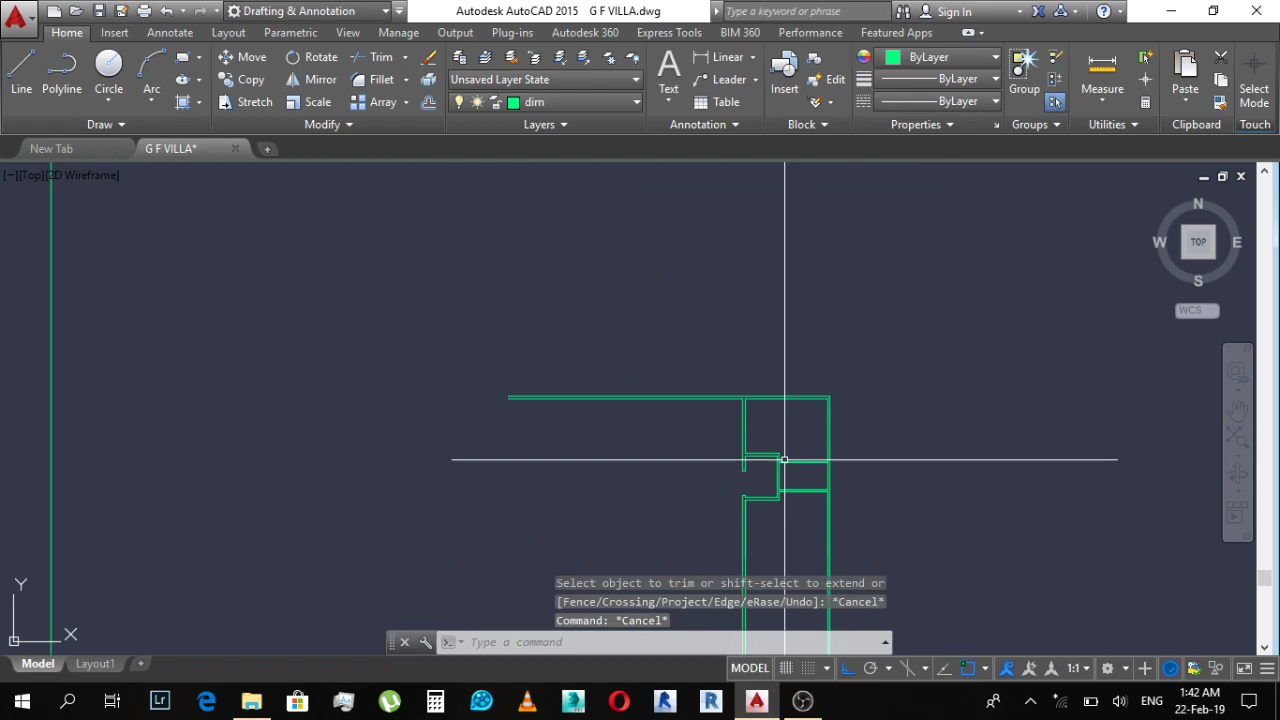 Drafting & Annotation
Autodesk AutoCAD 2015 G F VILLA.dwg
Type a keyword or phrase
Sign In
Home Insert Annotate Layout Parametric View Manage Output Plug-ins Autodesk 360 Express Tools BIM 360 Performance Featured Apps
Line Polyline Circle Arc
Move Rotate Trim
Copy Mirror Fillet
Stretch Scale Array
Unsaved Layer State
dim
Text
Linear
Leader
Table
Insert
Edit
ByLayer
ByLayer
ByLayer
Group
Measure
Paste
Select
Mode
Draw Modify Layers Annotation Block Properties Groups Utilities Clipboard Touch
New Tab G F VILLA*
[−][Top][2D Wireframe]
N
W TOP E
S
WCS
Select object to trim or shift-select to extend or
[Fence/Crossing/Project/Edge/eRase/Undo]: *Cancel*
Command: *Cancel*
Type a command
Y
X
Model Layout1
MODEL
1:1
Lr
R
ENG
1:42 AM
22-Feb-19